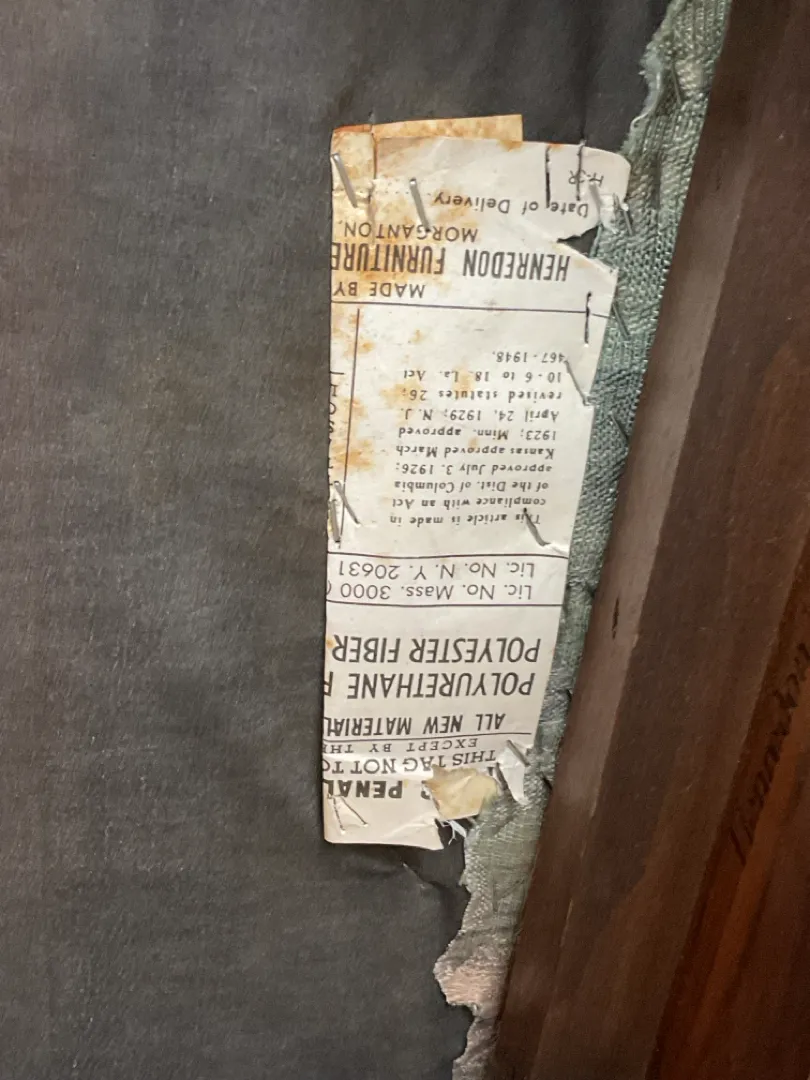 R PENAL
THIS TAG NOT TO
EXCEPT BY THE
ALL NEW MATERIAL
POLYURETHANE F
POLYESTER FIBER
Lic. No. Mass. 3000 (
Lic. No. N. Y. 20631
This article is made in
compliance with an Act
of the Dist. of Columbia
approved July 3. 1926;
Kansas approved March
1923; Minn. approved
April 24, 1929; N. J.
revised statutes 26:
10-6 to 18. La. Act
467-1948.
MADE BY
HENREDON FURNITURE
MORGANTON,
Date of Delivery